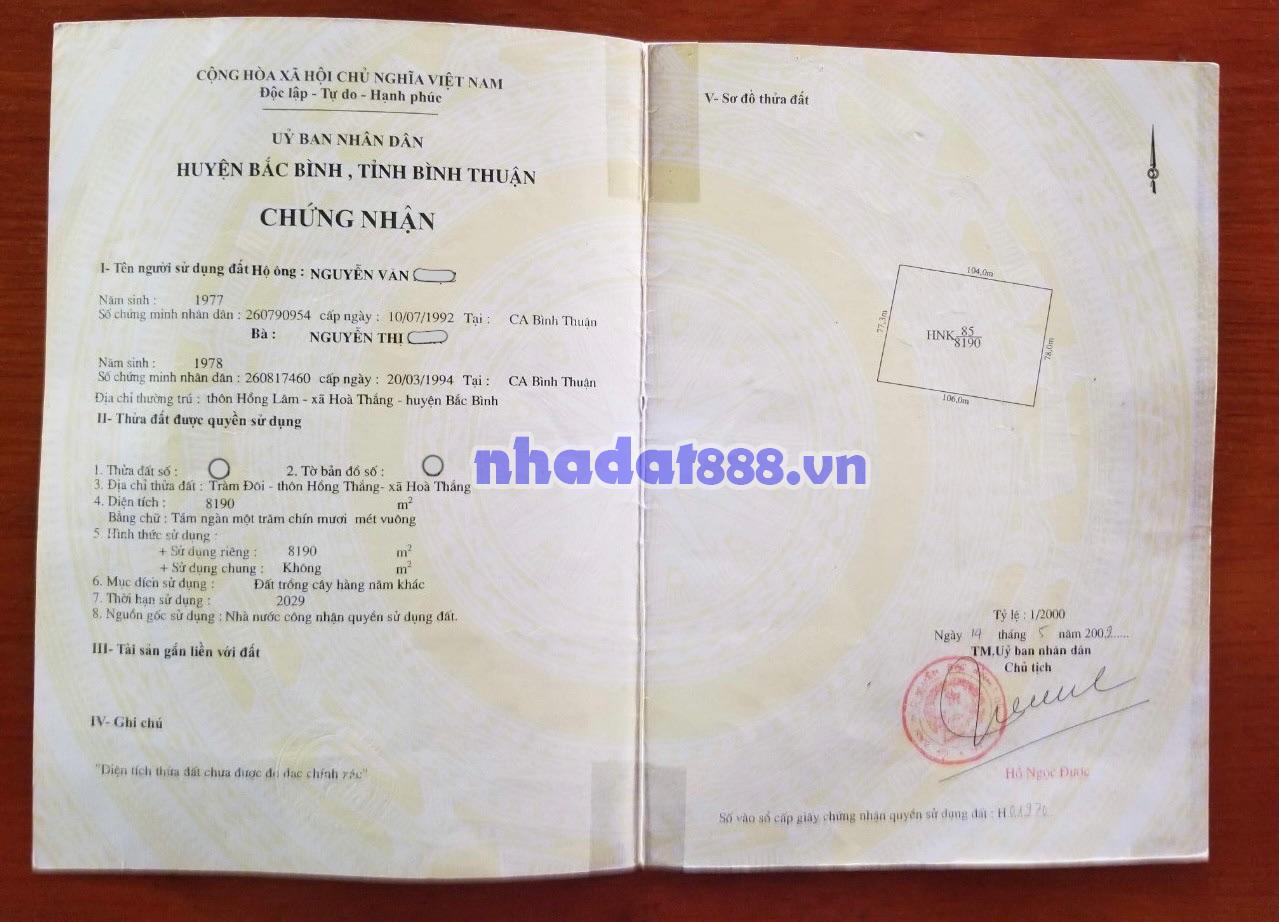 CỘNG HÒA XÃ HỘI CHỦ NGHĨA VIỆT NAM
Độc lập - Tự do - Hạnh phúc
UỶ BAN NHÂN DÂN
HUYỆN BẮC BÌNH , TỈNH BÌNH THUẬN
CHỨNG NHẬN
I- Tên người sử dụng đất Hộ ông : NGUYỄN VĂN
Năm sinh : 1977
Số chứng minh nhân dân : 260790954 cấp ngày : 10/07/1992 Tại : CA Bình Thuận
Bà : NGUYỄN THỊ
Năm sinh : 1978
Số chứng minh nhân dân : 260817460 cấp ngày : 20/03/1994 Tại : CA Bình Thuận
Địa chỉ thường trú : thôn Hồng Lâm - xã Hoà Thắng - huyện Bắc Bình
II- Thửa đất được quyền sử dụng
1. Thửa đất số : 2. Tờ bản đồ số :
3. Địa chỉ thửa đất : Tràm Đôi - thôn Hồng Thắng- xã Hoà Thắng
4. Diện tích : 8190 m2
Bằng chữ : Tám ngàn một trăm chín mươi mét vuông
5. Hình thức sử dụng :
+ Sử dụng riêng : 8190 m2
+ Sử dụng chung : Không m2
6. Mục đích sử dụng : Đất trồng cây hàng năm khác
7. Thời hạn sử dụng : 2029
8. Nguồn gốc sử dụng : Nhà nước công nhận quyền sử dụng đất.
III- Tài sản gắn liền với đất
IV- Ghi chú
"Diện tích thửa đất chưa được đo đạc chính xác"
nhadat888.vn
V- Sơ đồ thửa đất
104,0m
77,3m
HNK 85
8190
78,0m
106,0m
Tỷ lệ : 1/2000
Ngày 14 tháng 5 năm 2009......
TM.Uỷ ban nhân dân
Chủ tịch
Hồ Ngọc Được
Số vào sổ cấp giấy chứng nhận quyền sử dụng đất : H 01970